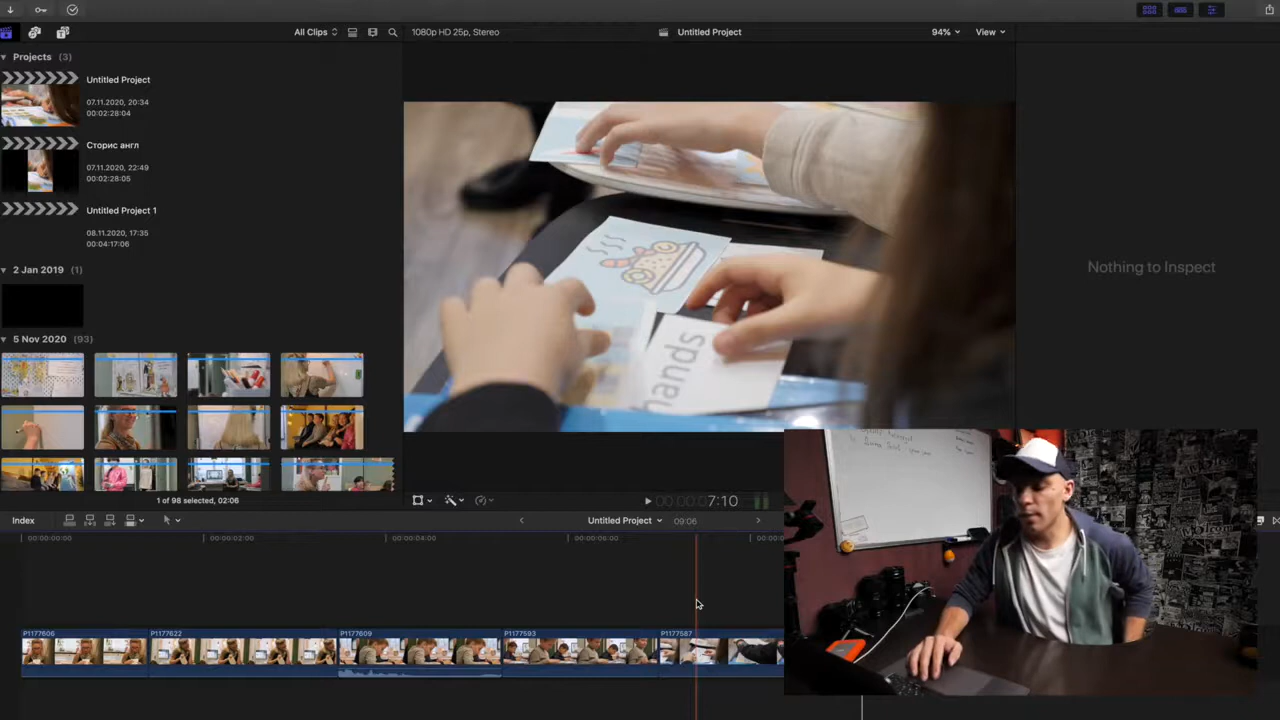 All Clips
1080p HD 25p, Stereo
Untitled Project
94%
View
Projects (3)
Untitled Project
07.11.2020, 20:34
00:02:28:04
Сторис англ
07.11.2020, 22:49
00:02:28:05
Untitled Project 1
08.11.2020, 17:35
00:04:17:06
2 Jan 2019 (1)
5 Nov 2020 (93)
Nothing to Inspect
hands
1 of 98 selected, 02:06
7:10
Index
Untitled Project
09:06
00:00:00:00
00:00:02:00
00:00:04:00
00:00:06:00
P1177606
P1177622
P1177609
P1177593
P1177587